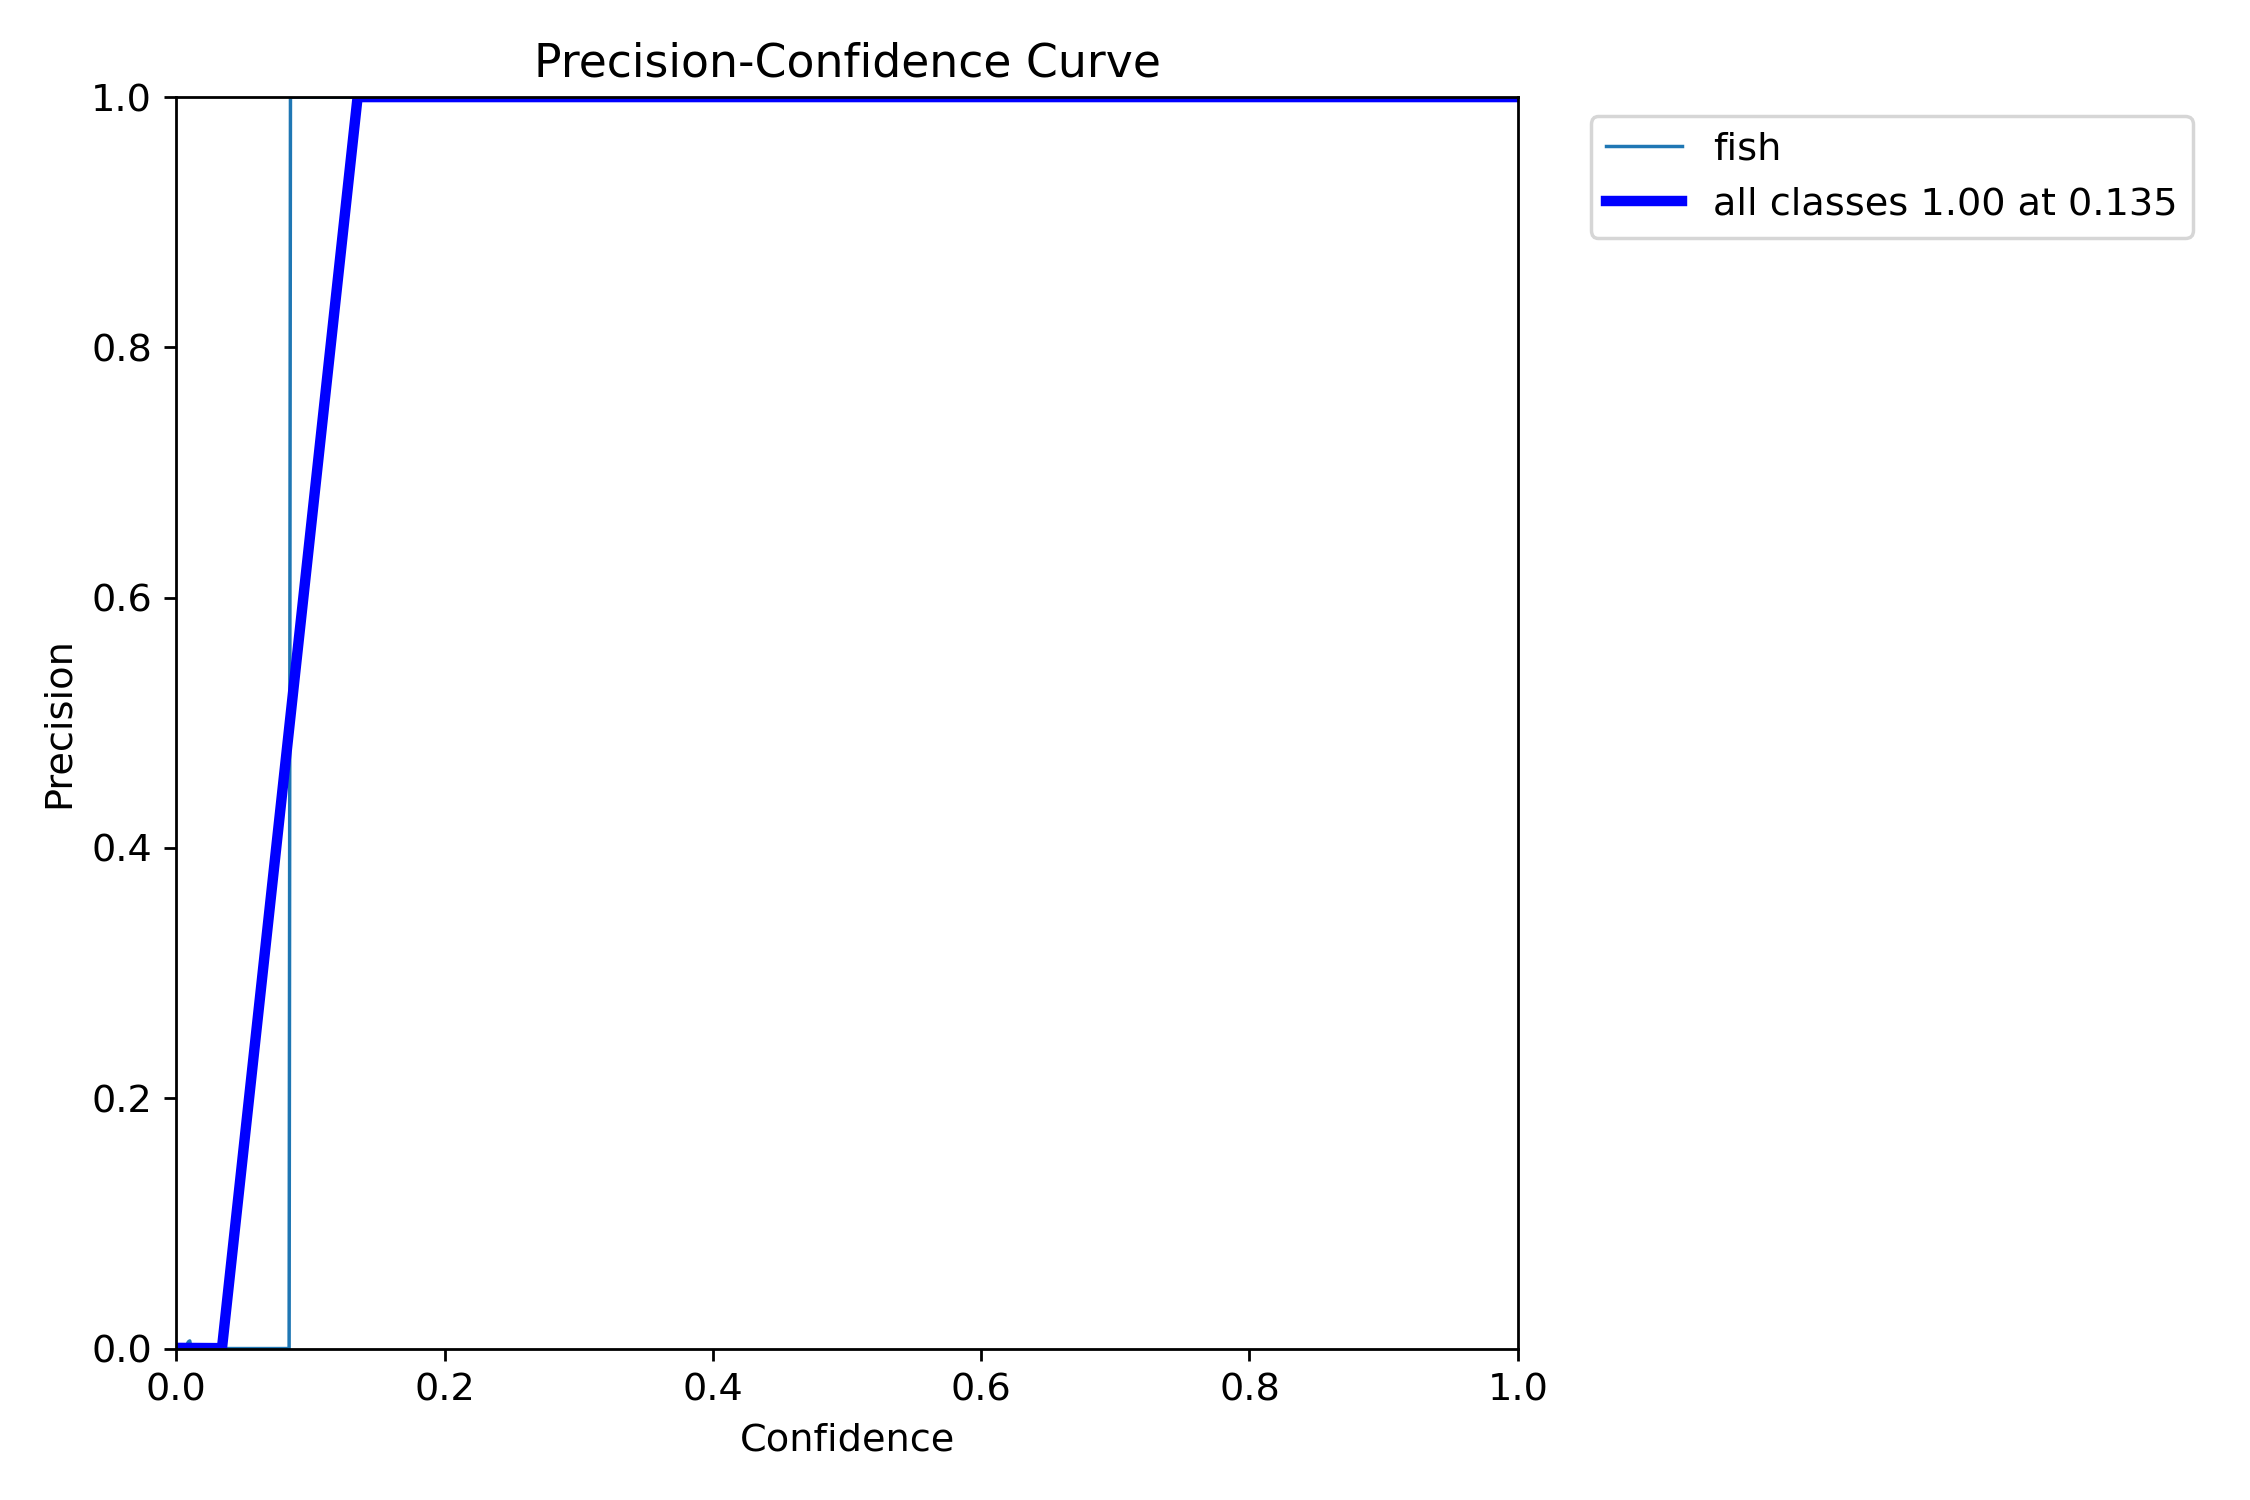 Precision-Confidence Curve
1.0
0.8
0.6
0.4
0.2
0.0
Precision
0.0 0.2 0.4 0.6 0.8 1.0
Confidence
fish
all classes 1.00 at 0.135